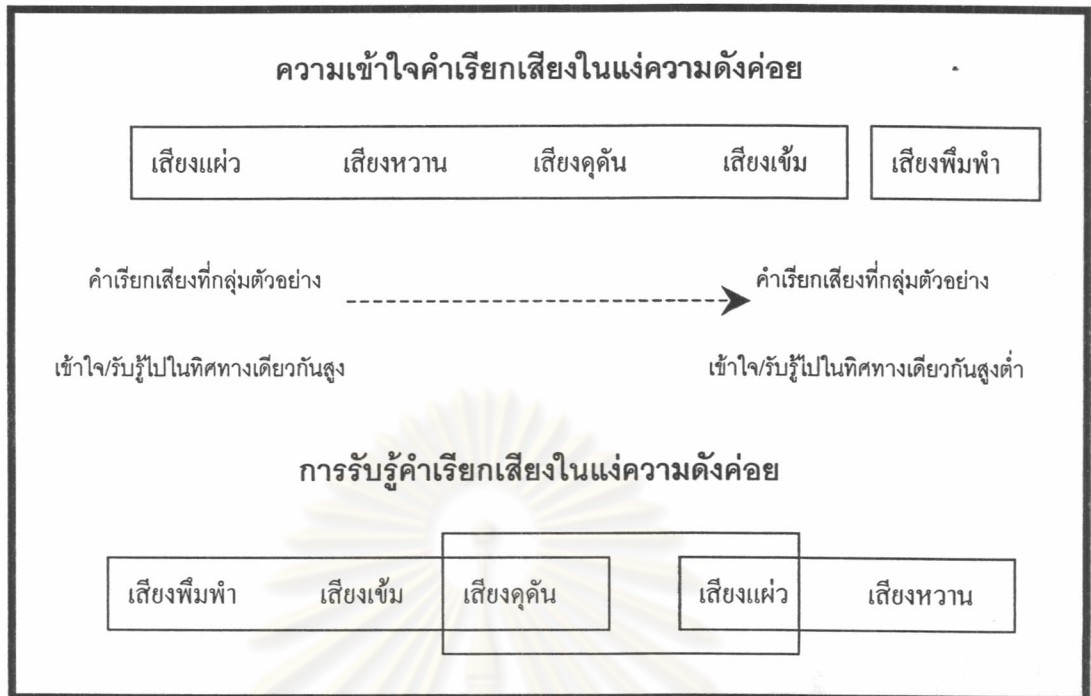 ความเข้าใจคำเรียกเสียงในแง่ความดังค่อย
เสียงแผ่ว เสียงหวาน เสียงดุดัน เสียงเข้ม เสียงพึมพำ
คำเรียกเสียงที่กลุ่มตัวอย่าง คำเรียกเสียงที่กลุ่มตัวอย่าง
เข้าใจ/รับรู้ไปในทิศทางเดียวกันสูง เข้าใจ/รับรู้ไปในทิศทางเดียวกันสูงต่ำ
การรับรู้คำเรียกเสียงในแง่ความดังค่อย
เสียงพึมพำ เสียงเข้ม เสียงดุดัน เสียงแผ่ว เสียงหวาน